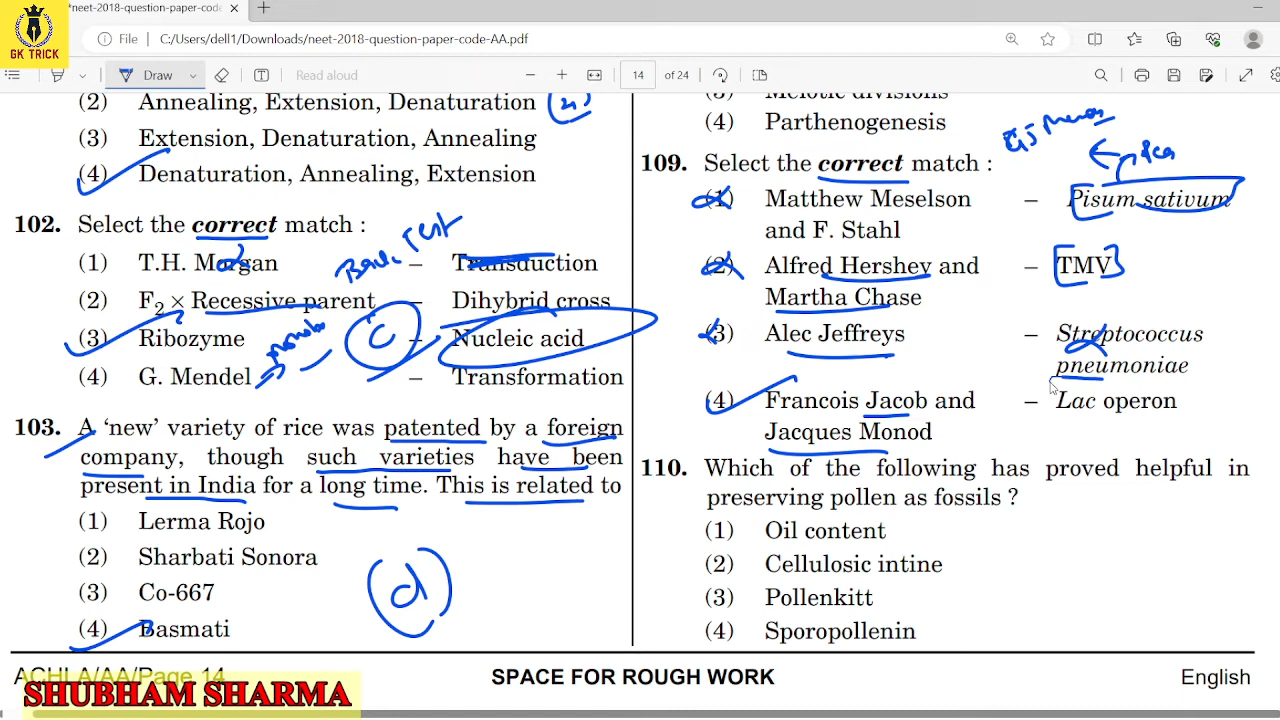 *neet-2018-question-paper-code-
File C:/Users/dell1/Downloads/neet-2018-question-paper-code-AA.pdf
GK TRICK
Draw Read aloud 14 of 24
(2) Annealing, Extension, Denaturation
(3) Extension, Denaturation, Annealing
(4) Denaturation, Annealing, Extension
102. Select the correct match :
(1) T.H. Morgan – Transduction
(2) F2 × Recessive parent – Dihybrid cross
(3) Ribozyme – Nucleic acid
(4) G. Mendel – Transformation
Test
C
103. A ‘new’ variety of rice was patented by a foreign
company, though such varieties have been
present in India for a long time. This is related to
(1) Lerma Rojo
(2) Sharbati Sonora
(3) Co-667
(4) Basmati
d
(3) Meiotic divisions
(4) Parthenogenesis
109. Select the correct match :
(1) Matthew Meselson – Pisum sativum
and F. Stahl
(2) Alfred Hershey and – TMV
Martha Chase
(3) Alec Jeffreys – Streptococcus
pneumoniae
(4) Francois Jacob and – Lac operon
Jacques Monod
110. Which of the following has proved helpful in
preserving pollen as fossils ?
(1) Oil content
(2) Cellulosic intine
(3) Pollenkitt
(4) Sporopollenin
ACHLA/AA/Page 14 SPACE FOR ROUGH WORK English
SHUBHAM SHARMA